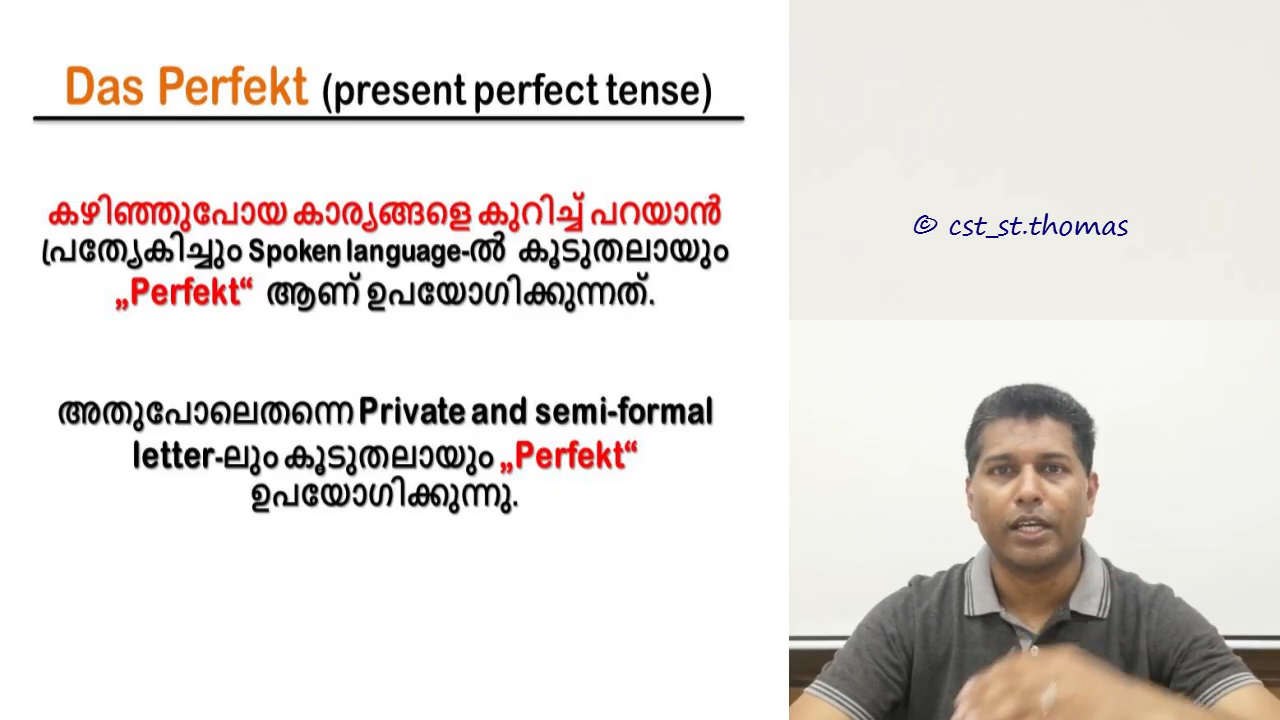 Das Perfekt (present perfect tense)
കഴിഞ്ഞുപോയ കാര്യങ്ങളെ കുറിച്ച് പറയാൻ
പ്രത്യേകിച്ചും Spoken language-ൽ കൂടുതലായും
„Perfekt“ ആണ് ഉപയോഗിക്കുന്നത്.
അതുപോലെതന്നെ Private and semi-formal
letter-ലും കൂടുതലായും „Perfekt“
ഉപയോഗിക്കുന്നു.
© cst_st.thomas